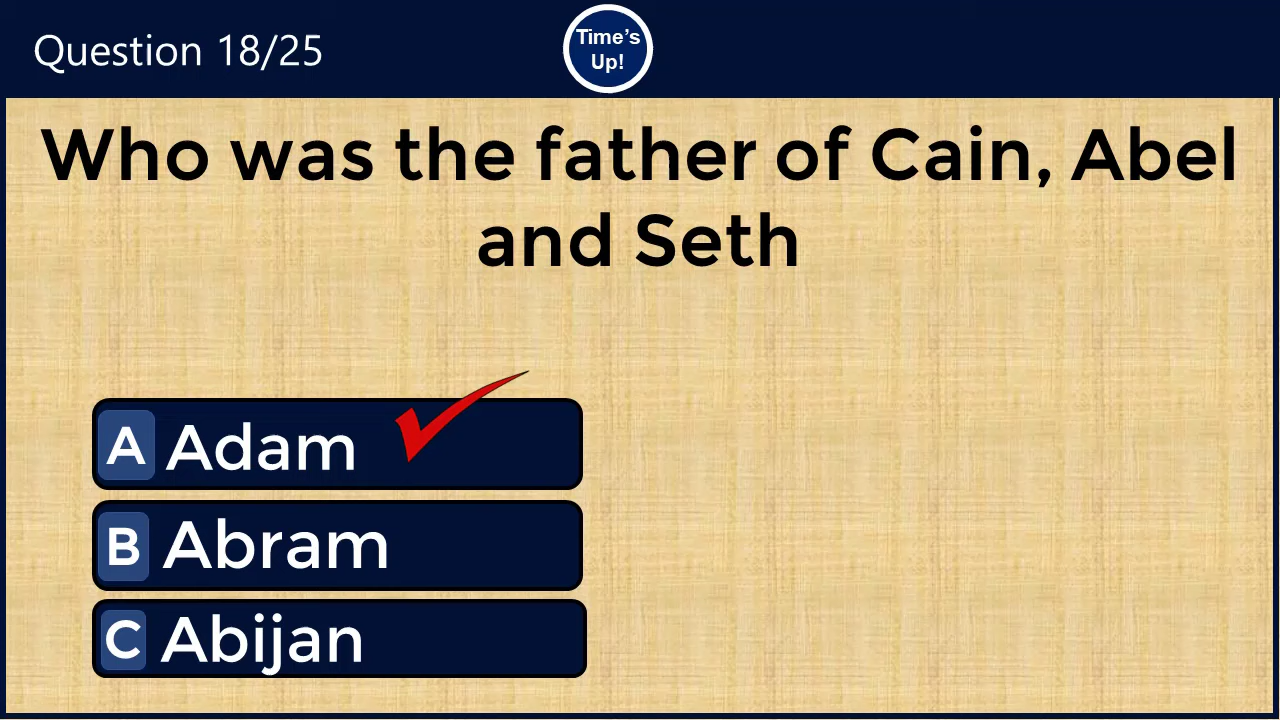 Question 18/25
Time’s
Up!
Who was the father of Cain, Abel
and Seth
A Adam
B Abram
C Abijan